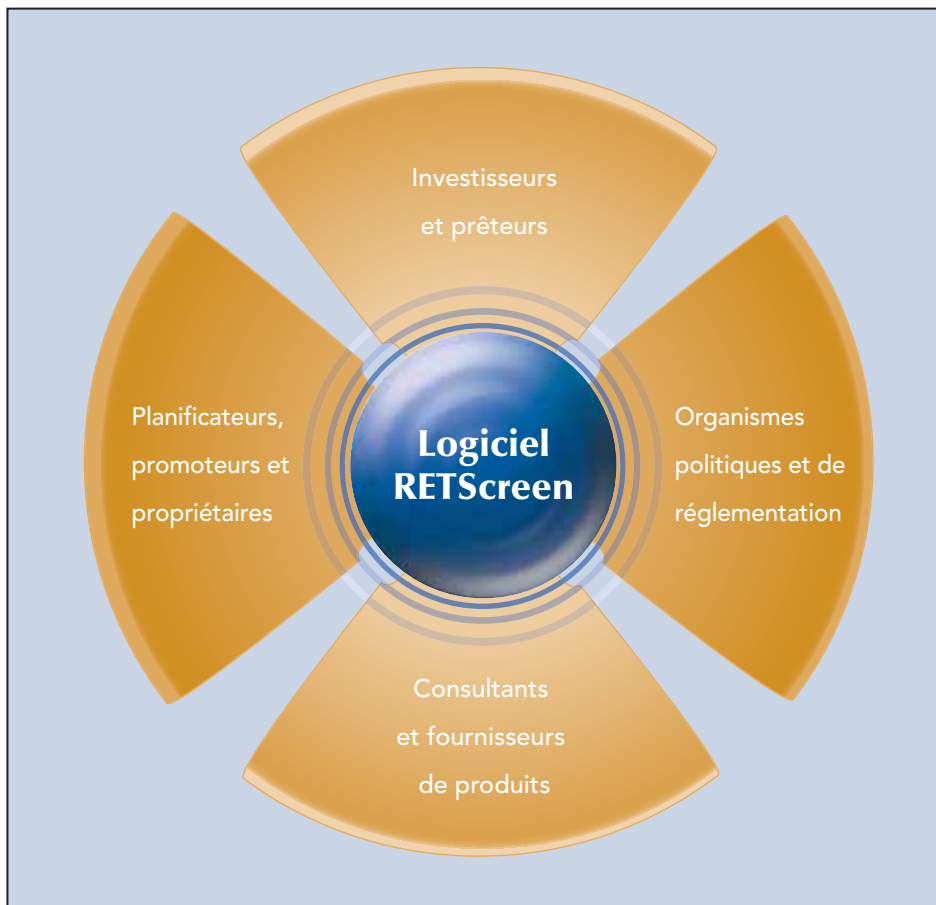 Investisseurs
et prêteurs
Planificateurs,
promoteurs et
propriétaires
Logiciel
RETScreen
Organismes
politiques et de
réglementation
Consultants
et fournisseurs
de produits